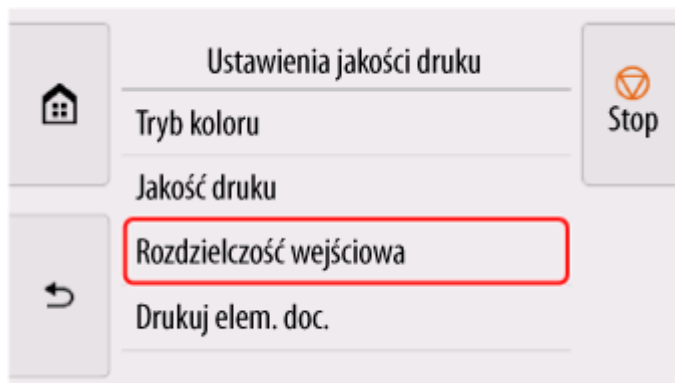 Ustawienia jakości druku
Tryb koloru
Stop
Jakość druku
Rozdzielczość wejściowa
Drukuj elem. doc.